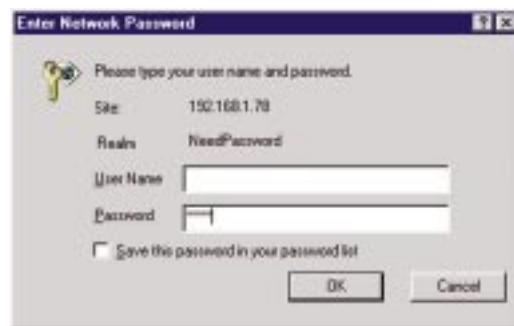 Enter Network Password
Please type your user name and password.
Site: 192.168.1.78
Realm NeedPassword
User Name
Password ****
Save this password in your password list
OK Cancel